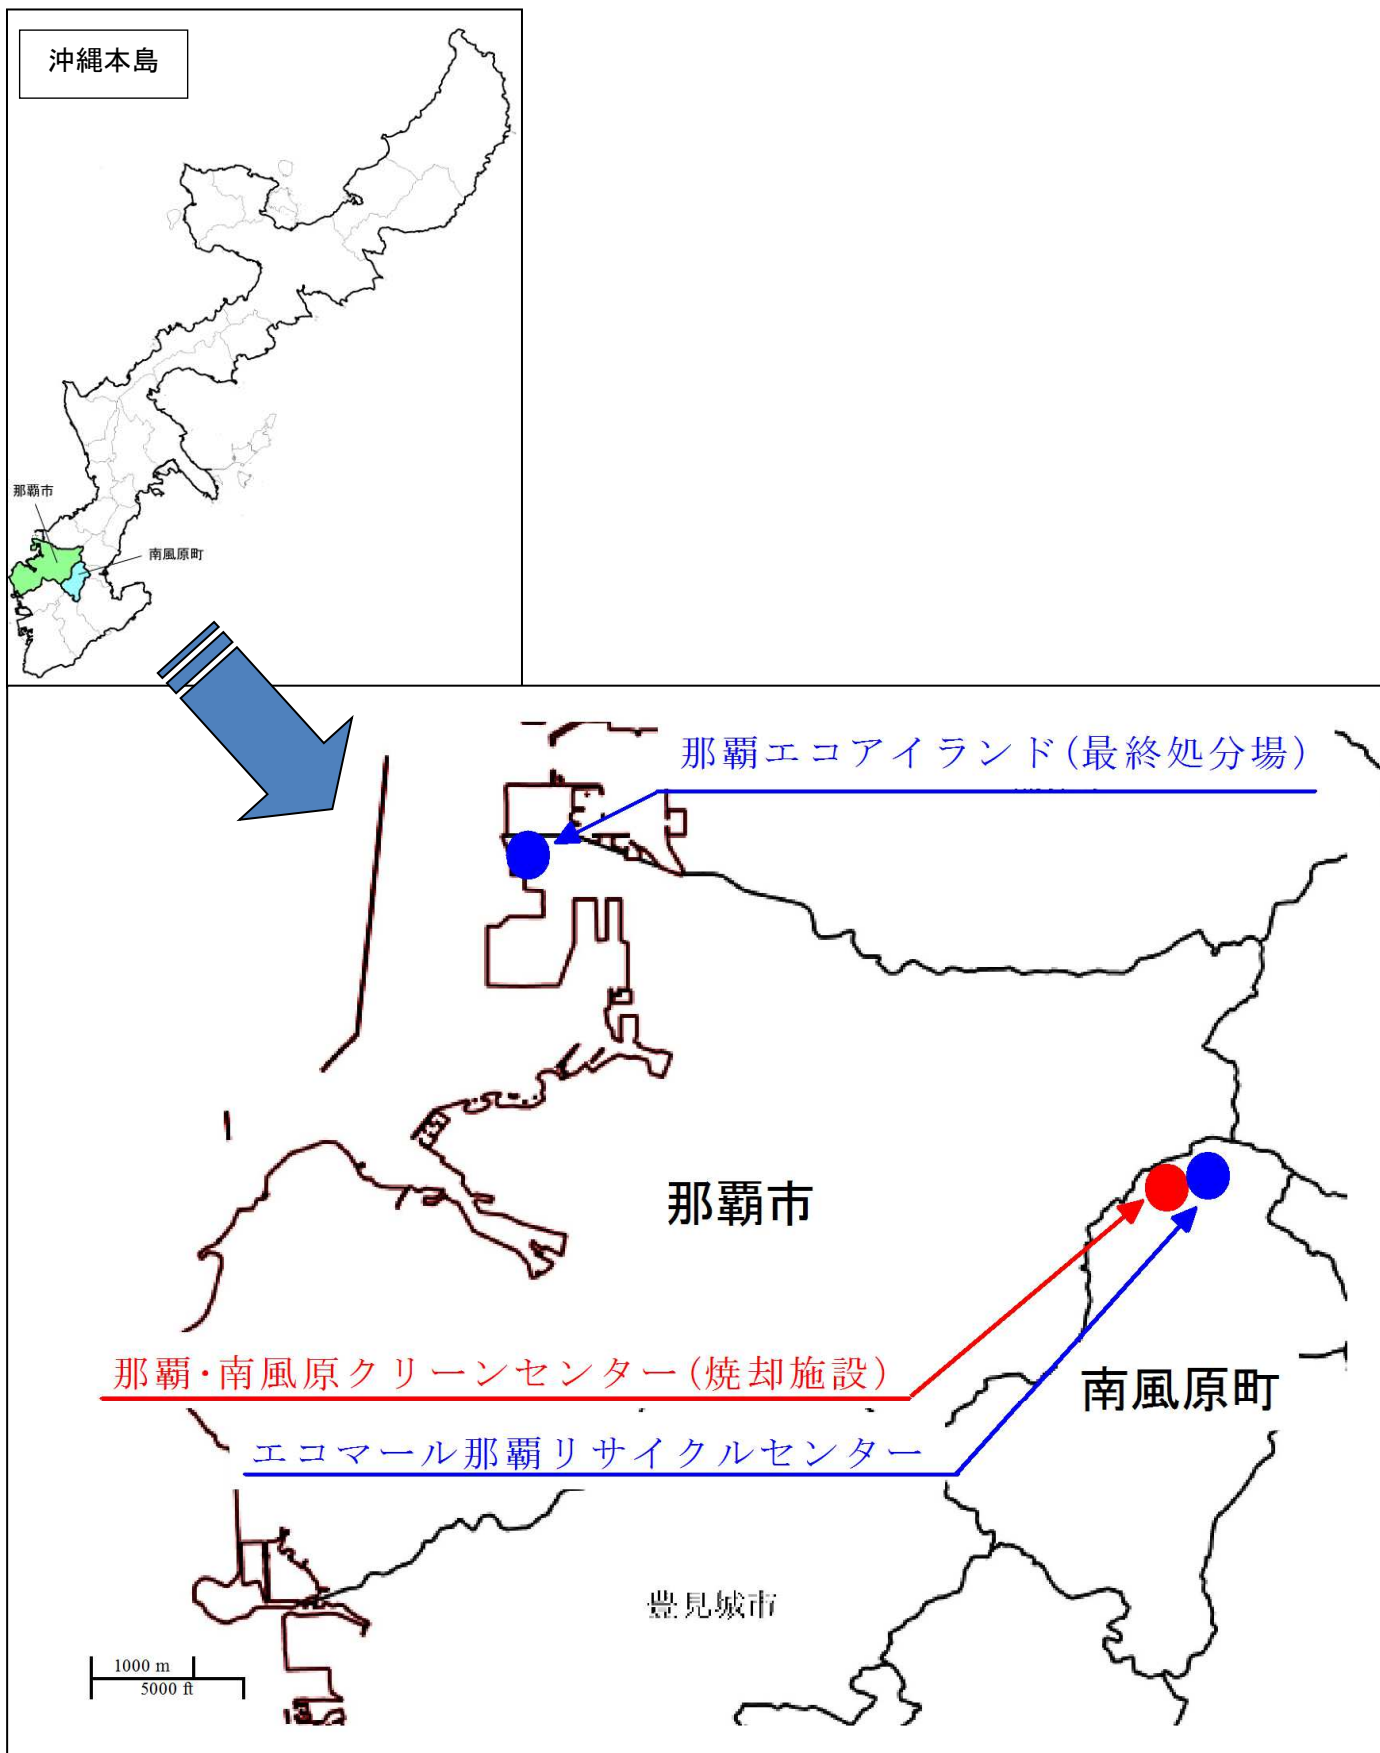 沖縄本島
那覇市
南風原町
那覇エコアイランド(最終処分場)
那覇市
那覇・南風原クリーンセンター(焼却施設)
南風原町
エコマール那覇リサイクルセンター
豊見城市
1000 m
5000 ft